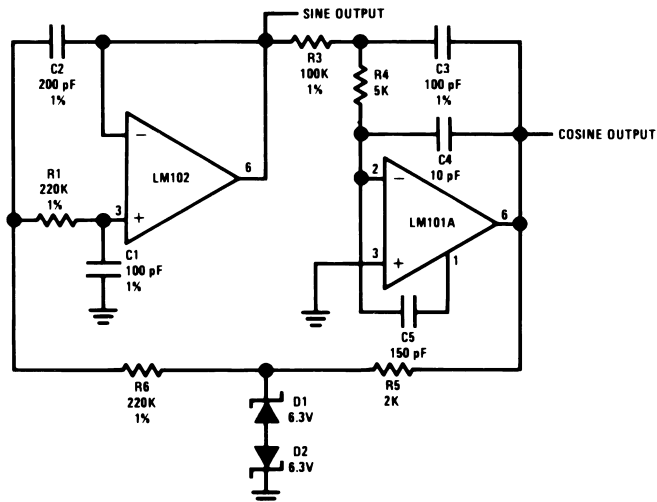 SINE OUTPUT
C2
200 pF
1%
R3
100K
1%
R4
5K
C3
100 pF
1%
C4
10 pF
COSINE OUTPUT
R1
220K
1%
LM102
−
+
3
6
C1
100 pF
1%
LM101A
2
−
3
+
6
1
C5
150 pF
R6
220K
1%
R5
2K
D1
6.3V
D2
6.3V